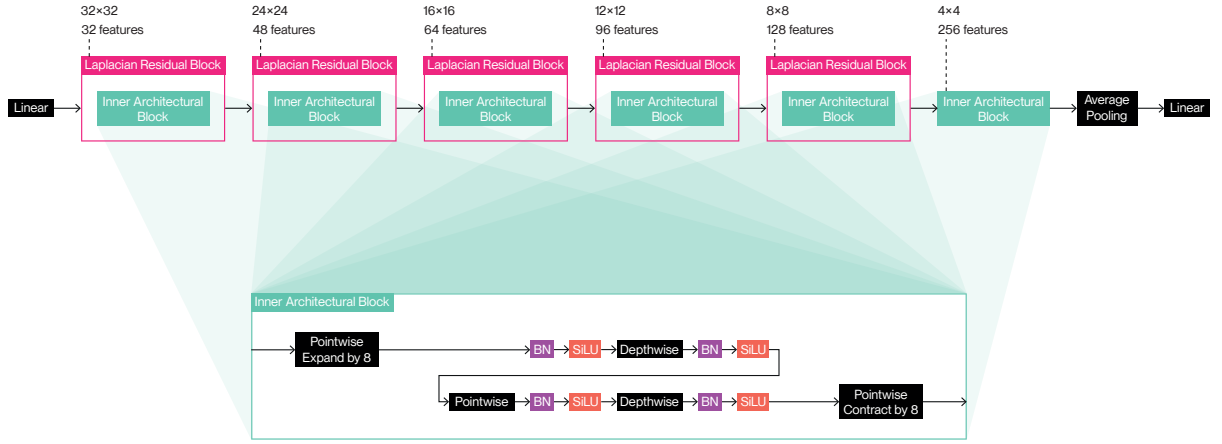 32×32
32 features
24×24
48 features
16×16
64 features
12×12
96 features
8×8
128 features
4×4
256 features
Laplacian Residual Block
Laplacian Residual Block
Laplacian Residual Block
Laplacian Residual Block
Laplacian Residual Block
Linear
Inner Architectural
Block
Inner Architectural
Block
Inner Architectural
Block
Inner Architectural
Block
Inner Architectural
Block
Inner Architectural
Block
Average
Pooling
Linear
Inner Architectural Block
Pointwise
Expand by 8
BN
SiLU
Depthwise
BN
SiLU
Pointwise
BN
SiLU
Depthwise
BN
SiLU
Pointwise
Contract by 8